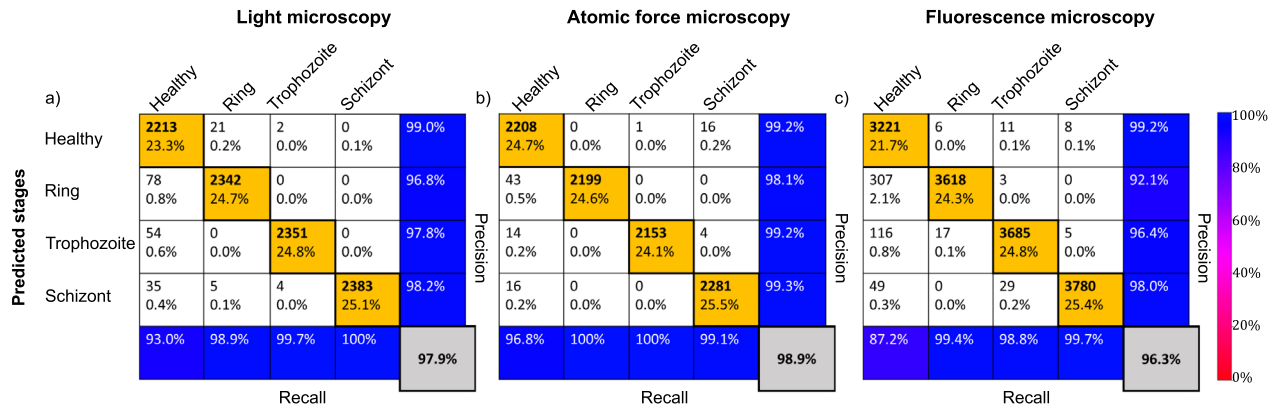 Light microscopy Atomic force microscopy Fluorescence microscopy
a) Healthy Ring Trophozoite Schizont b) Healthy Ring Trophozoite Schizont c) Healthy Ring Trophozoite Schizont
Predicted stages
Healthy
Ring
Trophozoite
Schizont
2213 21 2 0 99.0%
23.3% 0.2% 0.0% 0.1%
78 2342 0 0 96.8%
0.8% 24.7% 0.0% 0.0%
54 0 2351 0 97.8%
0.6% 0.0% 24.8% 0.0%
35 5 4 2383 98.2%
0.4% 0.1% 0.0% 25.1%
93.0% 98.9% 99.7% 100% 97.9%
Precision
Recall
2208 0 1 16 99.2%
24.7% 0.0% 0.0% 0.2%
43 2199 0 0 98.1%
0.5% 24.6% 0.0% 0.0%
14 0 2153 4 99.2%
0.2% 0.0% 24.1% 0.0%
16 0 0 2281 99.3%
0.2% 0.0% 0.0% 25.5%
96.8% 100% 100% 99.1% 98.9%
Precision
Recall
3221 6 11 8 99.2%
21.7% 0.0% 0.1% 0.1%
307 3618 3 0 92.1%
2.1% 24.3% 0.0% 0.0%
116 17 3685 5 96.4%
0.8% 0.1% 24.8% 0.0%
49 0 29 3780 98.0%
0.3% 0.0% 0.2% 25.4%
87.2% 99.4% 98.8% 99.7% 96.3%
Precision
Recall
100%
80%
60%
40%
20%
0%